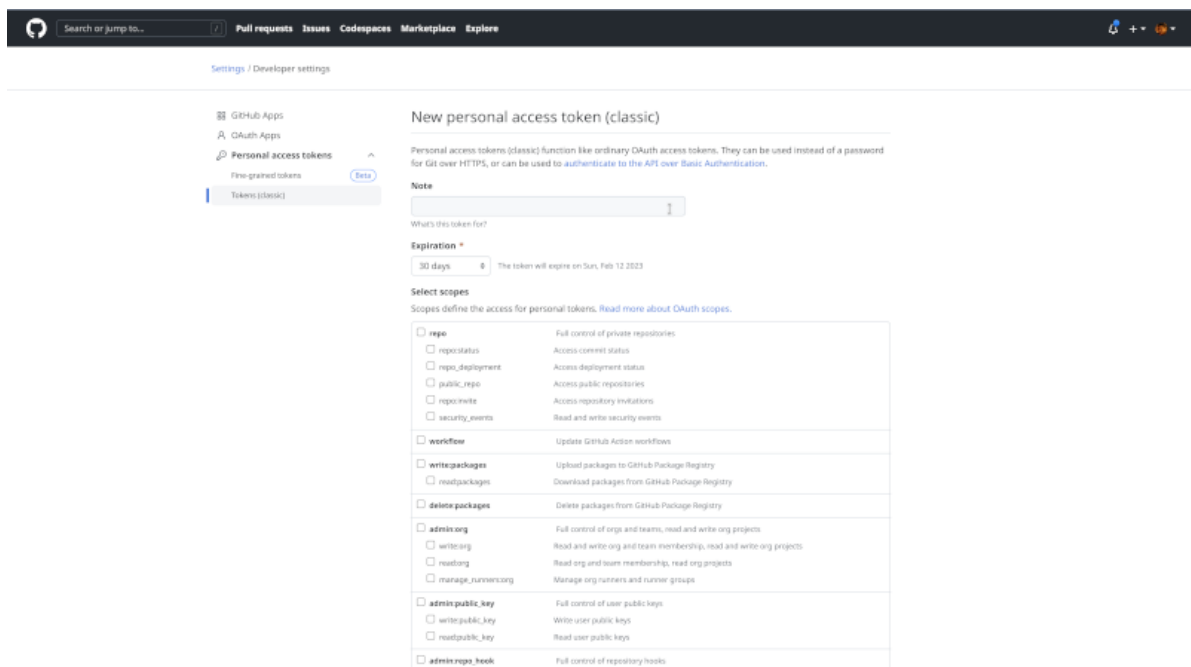 Search or jump to... /
Pull requests Issues Codespaces Marketplace Explore
Settings / Developer settings
GitHub Apps
OAuth Apps
Personal access tokens
Fine-grained tokens Beta
Tokens (classic)
New personal access token (classic)
Personal access tokens (classic) function like ordinary OAuth access tokens. They can be used instead of a password
for Git over HTTPS, or can be used to authenticate to the API over Basic Authentication.
Note
What's this token for?
Expiration *
30 days The token will expire on Sun, Feb 12 2023
Select scopes
Scopes define the access for personal tokens. Read more about OAuth scopes.
repo Full control of private repositories
repo:status Access commit status
repo_deployment Access deployment status
public_repo Access public repositories
repo:invite Access repository invitations
security_events Read and write security events
workflow Update GitHub Action workflows
write:packages Upload packages to GitHub Package Registry
read:packages Download packages from GitHub Package Registry
delete:packages Delete packages from GitHub Package Registry
admin:org Full control of orgs and teams, read and write org projects
write:org Read and write org and team membership, read and write org projects
read:org Read org and team membership, read org projects
manage_runners:org Manage org runners and runner groups
admin:public_key Full control of user public keys
write:public_key Write user public keys
read:public_key Read user public keys
admin:repo_hook Full control of repository hooks